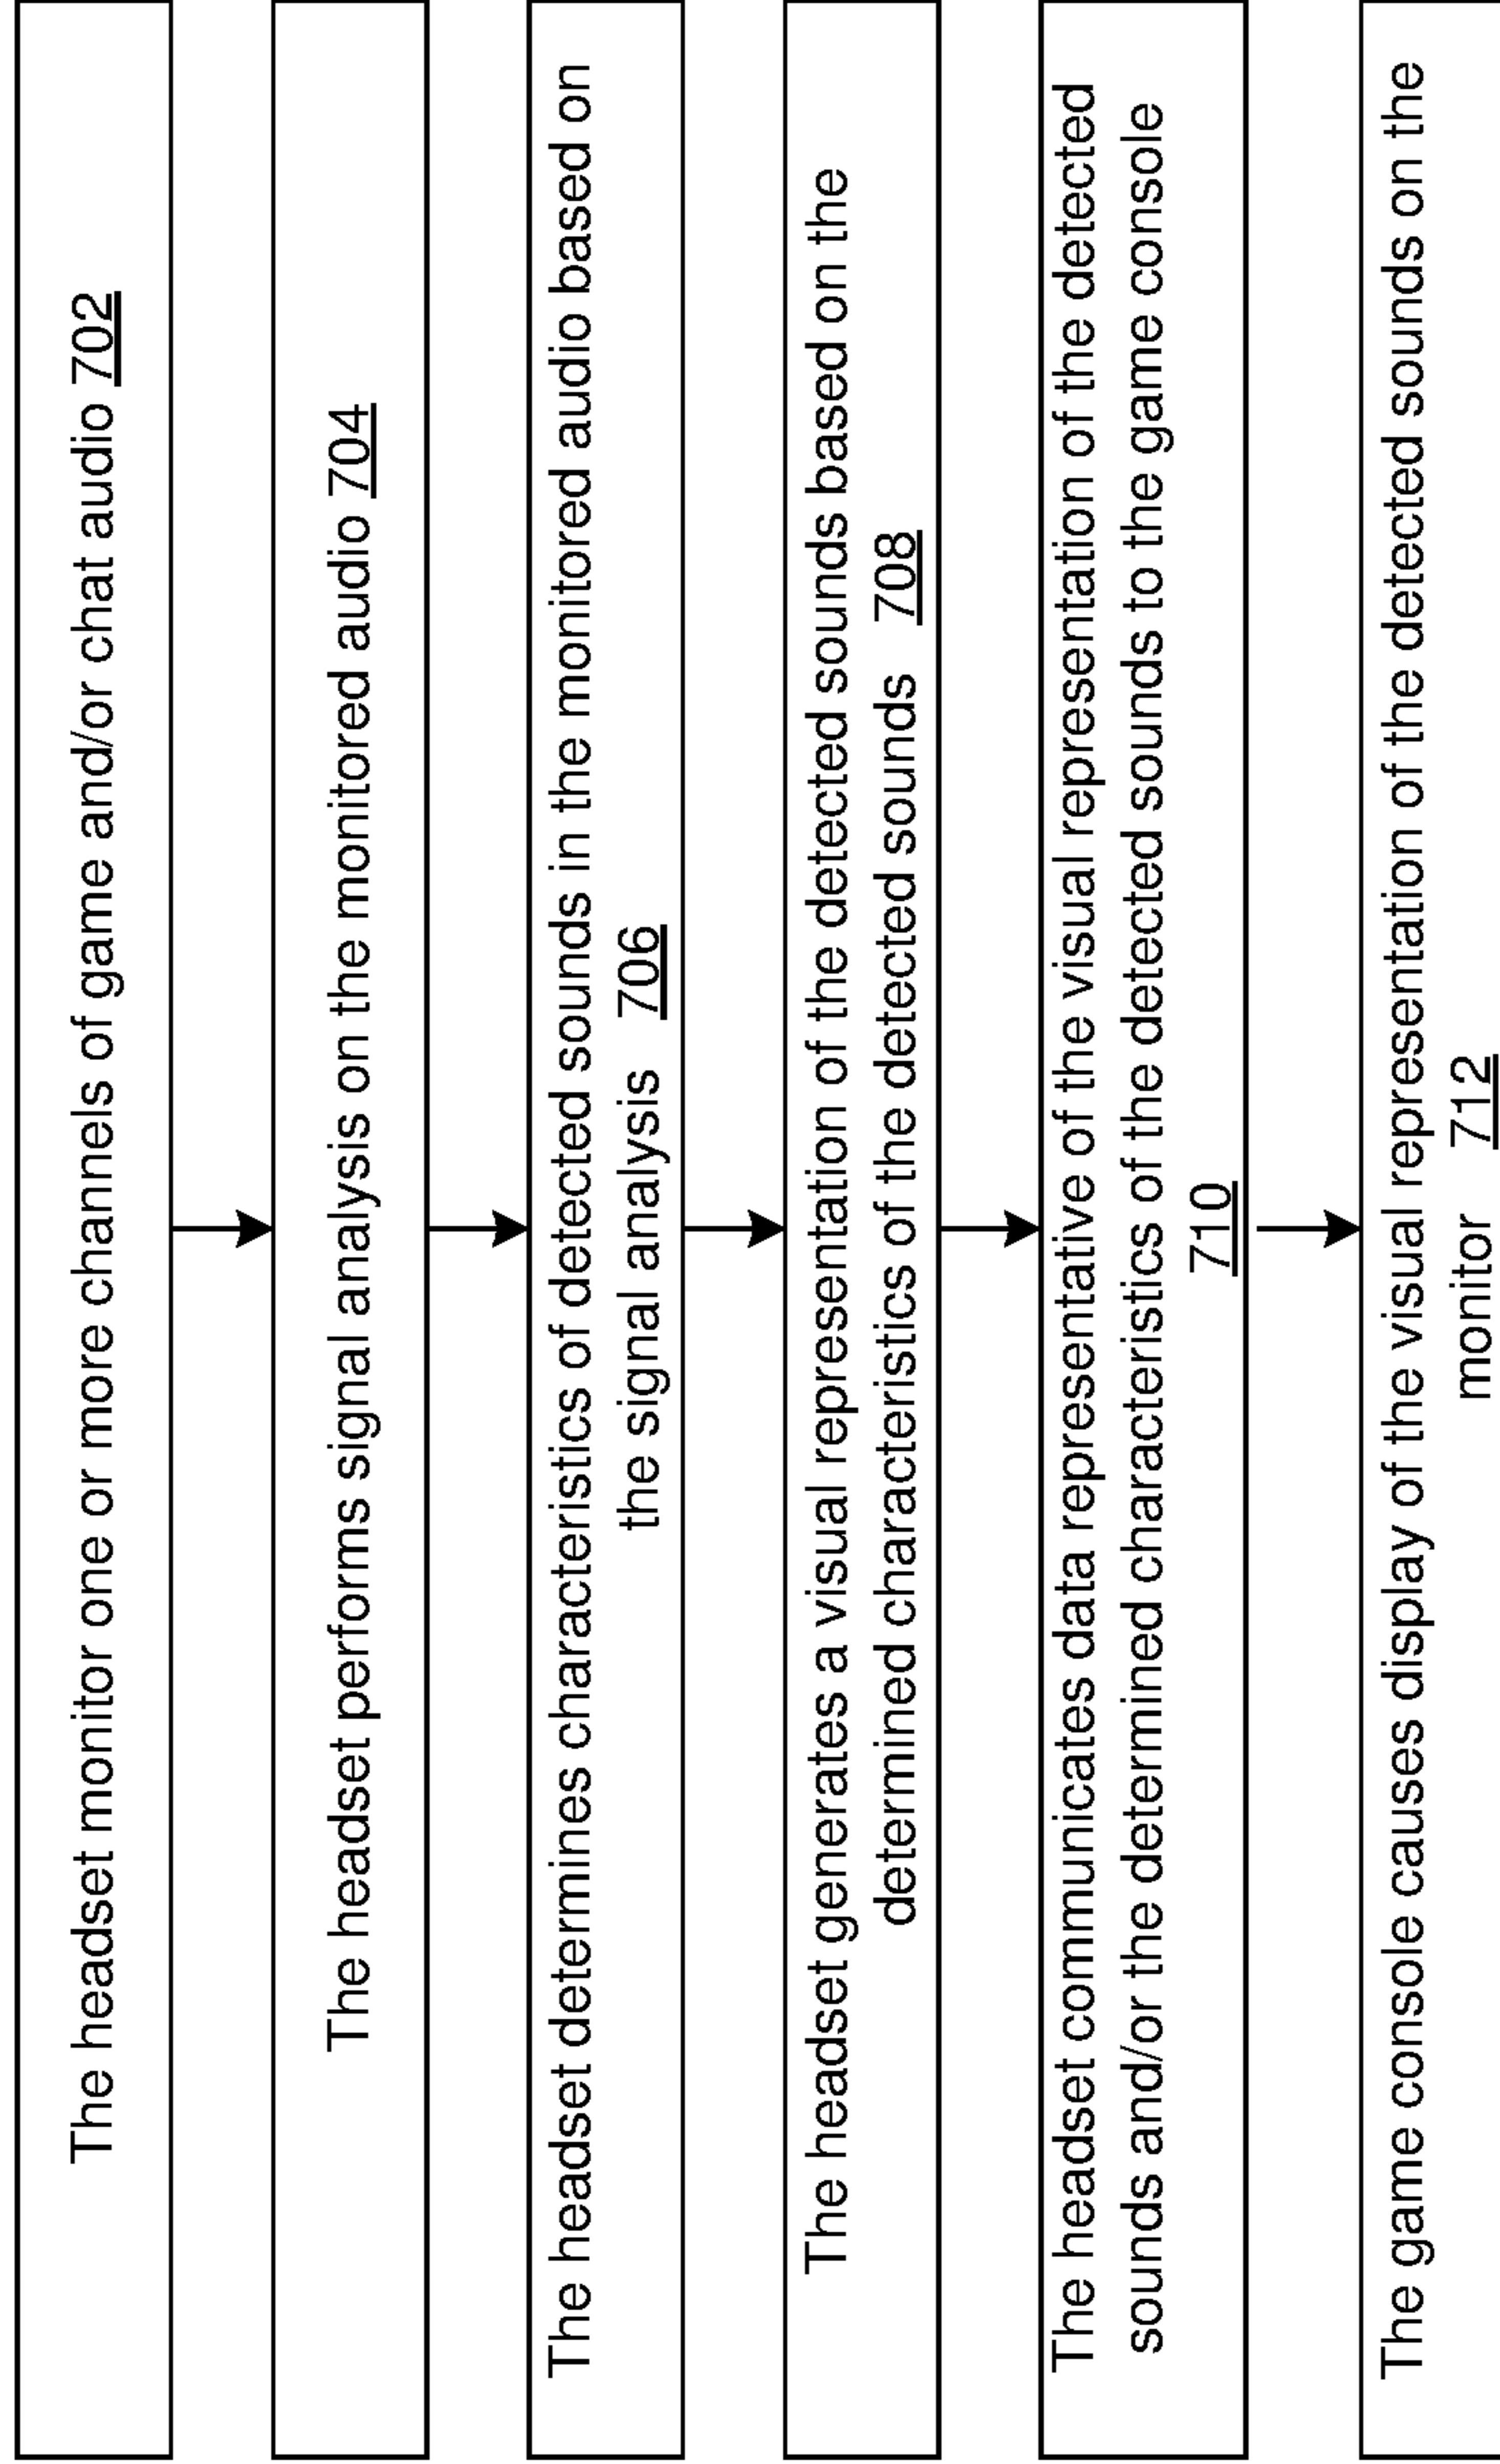 The headset monitor one or more channels of game and/or chat audio 702
The headset performs signal analysis on the monitored audio 704
The headset determines characteristics of detected sounds in the monitored audio based on
the signal analysis 706
The headset generates a visual representation of the detected sounds based on the
determined characteristics of the detected sounds 708
The headset communicates data representative of the visual representation of the detected
sounds and/or the determined characteristics of the detected sounds to the game console
710
The game console causes display of the visual representation of the detected sounds on the
monitor 712